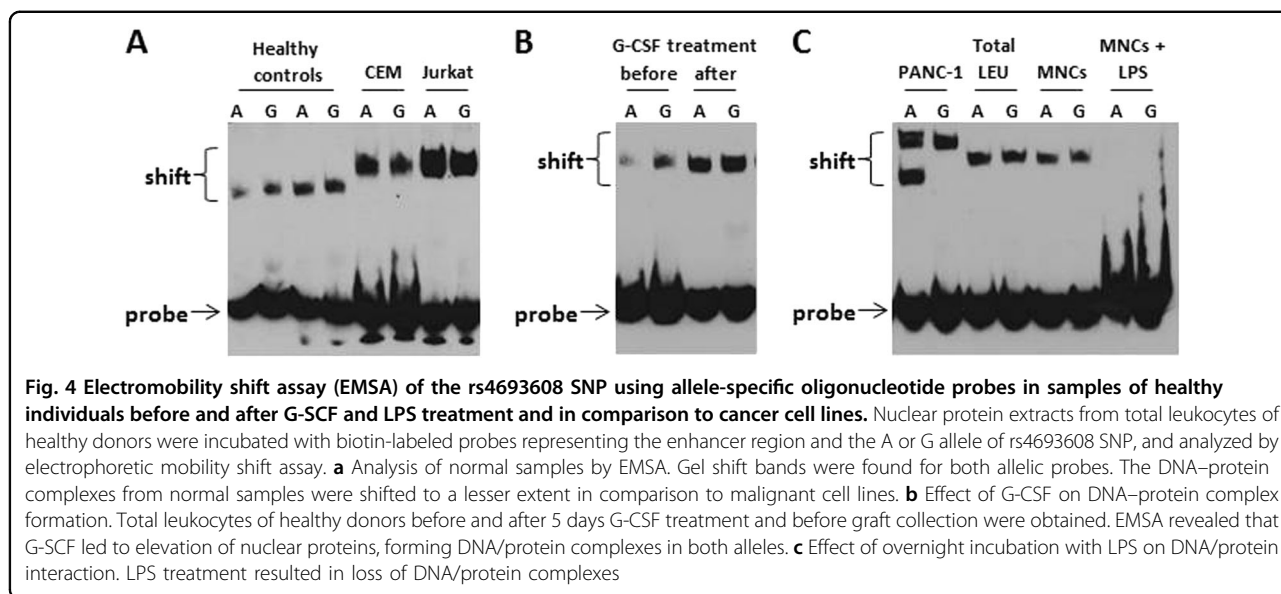 A
B
C
Healthy controls
CEM
Jurkat
A G A G A G A G
shift
probe
G-CSF treatment
before after
A G A G
shift
probe
PANC-1
Total LEU
MNCs
MNCs + LPS
A G A G A G A G
shift
probe
Fig. 4 Electromobility shift assay (EMSA) of the rs4693608 SNP using allele-specific oligonucleotide probes in samples of healthy
individuals before and after G-SCF and LPS treatment and in comparison to cancer cell lines. Nuclear protein extracts from total leukocytes of
healthy donors were incubated with biotin-labeled probes representing the enhancer region and the A or G allele of rs4693608 SNP, and analyzed by
electrophoretic mobility shift assay. a Analysis of normal samples by EMSA. Gel shift bands were found for both allelic probes. The DNA–protein
complexes from normal samples were shifted to a lesser extent in comparison to malignant cell lines. b Effect of G-CSF on DNA–protein complex
formation. Total leukocytes of healthy donors before and after 5 days G-CSF treatment and before graft collection were obtained. EMSA revealed that
G-SCF led to elevation of nuclear proteins, forming DNA/protein complexes in both alleles. c Effect of overnight incubation with LPS on DNA/protein
interaction. LPS treatment resulted in loss of DNA/protein complexes